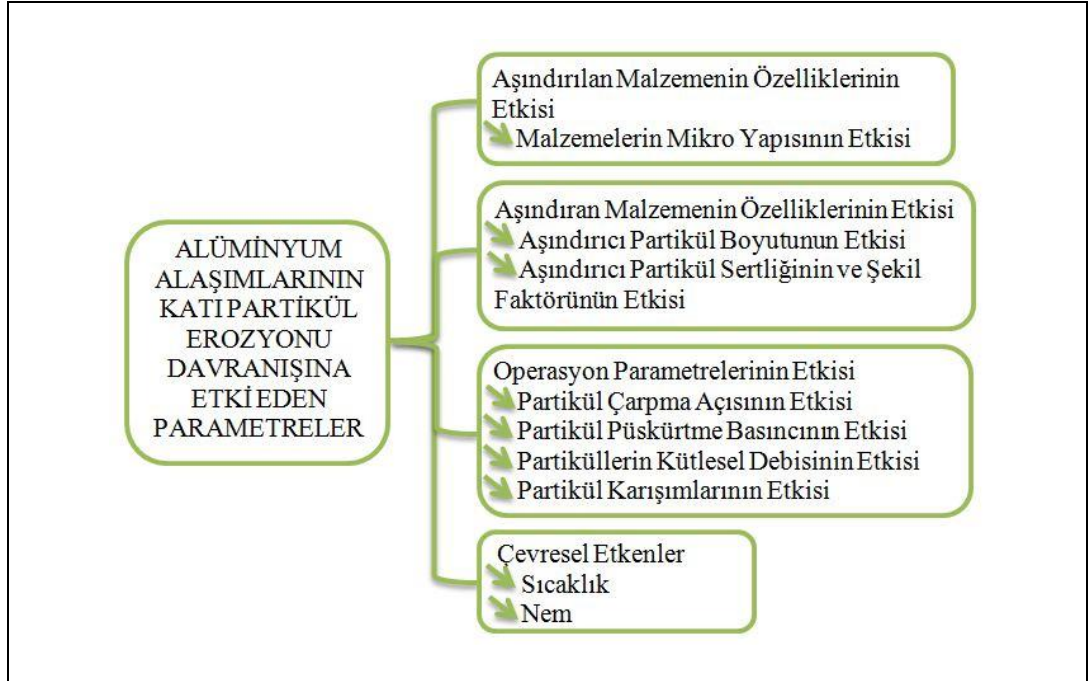 ALÜMİNYUM
ALAŞIMLARININ
KATI PARTİKÜL
EROZYONU
DAVRANIŞINA
ETKİ EDEN
PARAMETRELER
Aşındırılan Malzemenin Özelliklerinin
Etkisi
Malzemelerin Mikro Yapısının Etkisi
Aşındıran Malzemenin Özelliklerinin Etkisi
Aşındırıcı Partikül Boyutunun Etkisi
Aşındırıcı Partikül Sertliğinin ve Şekil
Faktörünün Etkisi
Operasyon Parametrelerinin Etkisi
Partikül Çarpma Açısının Etkisi
Partikül Püskürtme Basıncının Etkisi
Partiküllerin Kütlesel Debisinin Etkisi
Partikül Karışımlarının Etkisi
Çevresel Etkenler
Sıcaklık
Nem